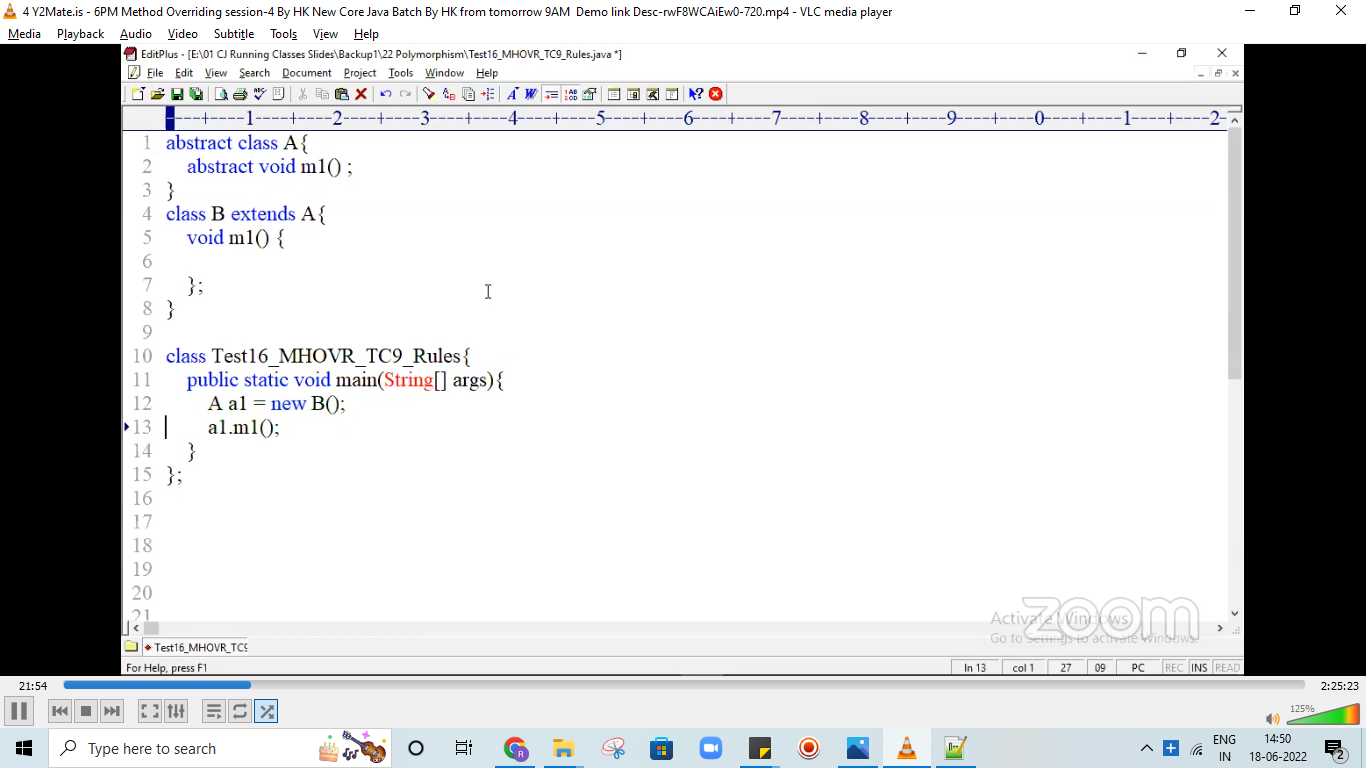 4 Y2Mate.is - 6PM Method Overriding session-4 By HK New Core Java Batch By HK from tomorrow 9AM  Demo link Desc-rwF8WCAiEw0-720.mp4 - VLC media player
Media Playback Audio Video Subtitle Tools View Help
EditPlus - [E:\01 CJ Running Classes Slides\Backup1\22 Polymorphism\Test16_MHOVR_TC9_Rules.java *]
File Edit View Search Document Project Tools Window Help
----+----1----+----2----+----3----+----4----+----5----+----6----+----7----+----8----+----9----+----0----+----1----+----2-
1 abstract class A{
2 abstract void m1() ;
3 }
4 class B extends A{
5 void m1() {
6
7 };
8 }
9
10 class Test16_MHOVR_TC9_Rules{
11 public static void main(String[] args){
12 A a1 = new B();
13 a1.m1();
14 }
15 };
16
17
18
19
20
21
zoom
Activate Windows
Go to Settings to activate Windows.
Test16_MHOVR_TC9
For Help, press F1 ln 13 col 1 27 09 PC REC INS READ
21:54 2:25:23
125%
Type here to search
ENG
IN
14:50
18-06-2022
2